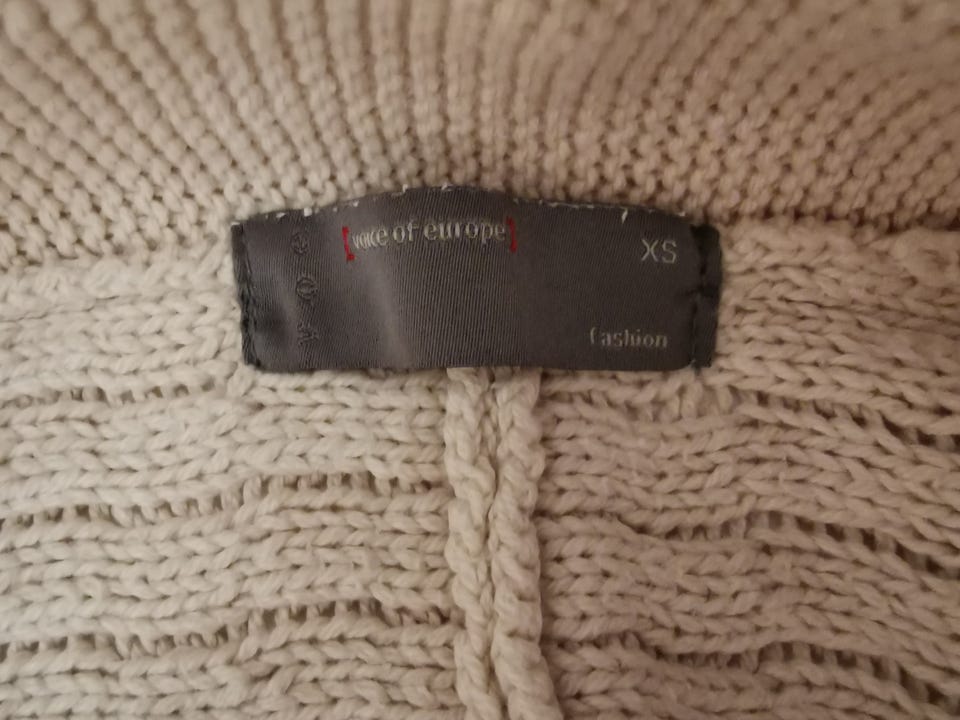 [voice of europe]
XS
fashion